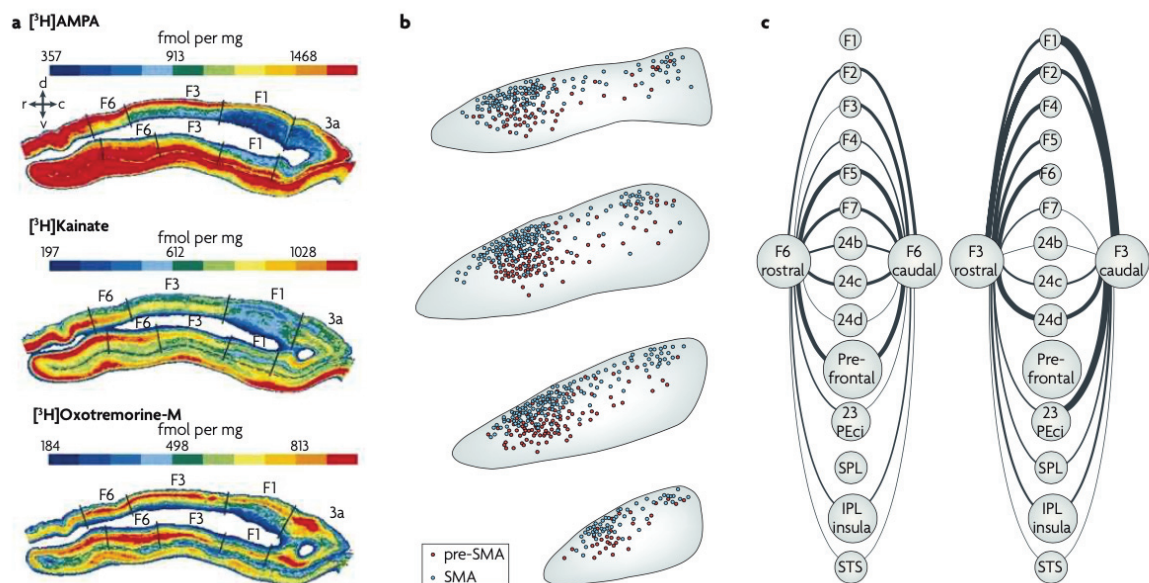 a [³H]AMPA
fmol per mg
357 913 1468
d
r c
v
F6 F3 F1 3a
F6 F3 F1
[³H]Kainate
fmol per mg
197 612 1028
F6 F3 F1 3a
F6 F3 F1
[³H]Oxotremorine-M
fmol per mg
184 498 813
F6 F3 F1 3a
F6 F3 F1
b
pre-SMA
SMA
c
F1
F2
F3
F4
F5
F7
F6
rostral
24b
F6
caudal
24c
24d
Pre-
frontal
23
PEci
SPL
IPL
insula
STS
F1
F2
F4
F5
F6
F7
F3
rostral
24b
F3
caudal
24c
24d
Pre-
frontal
23
PEci
SPL
IPL
insula
STS